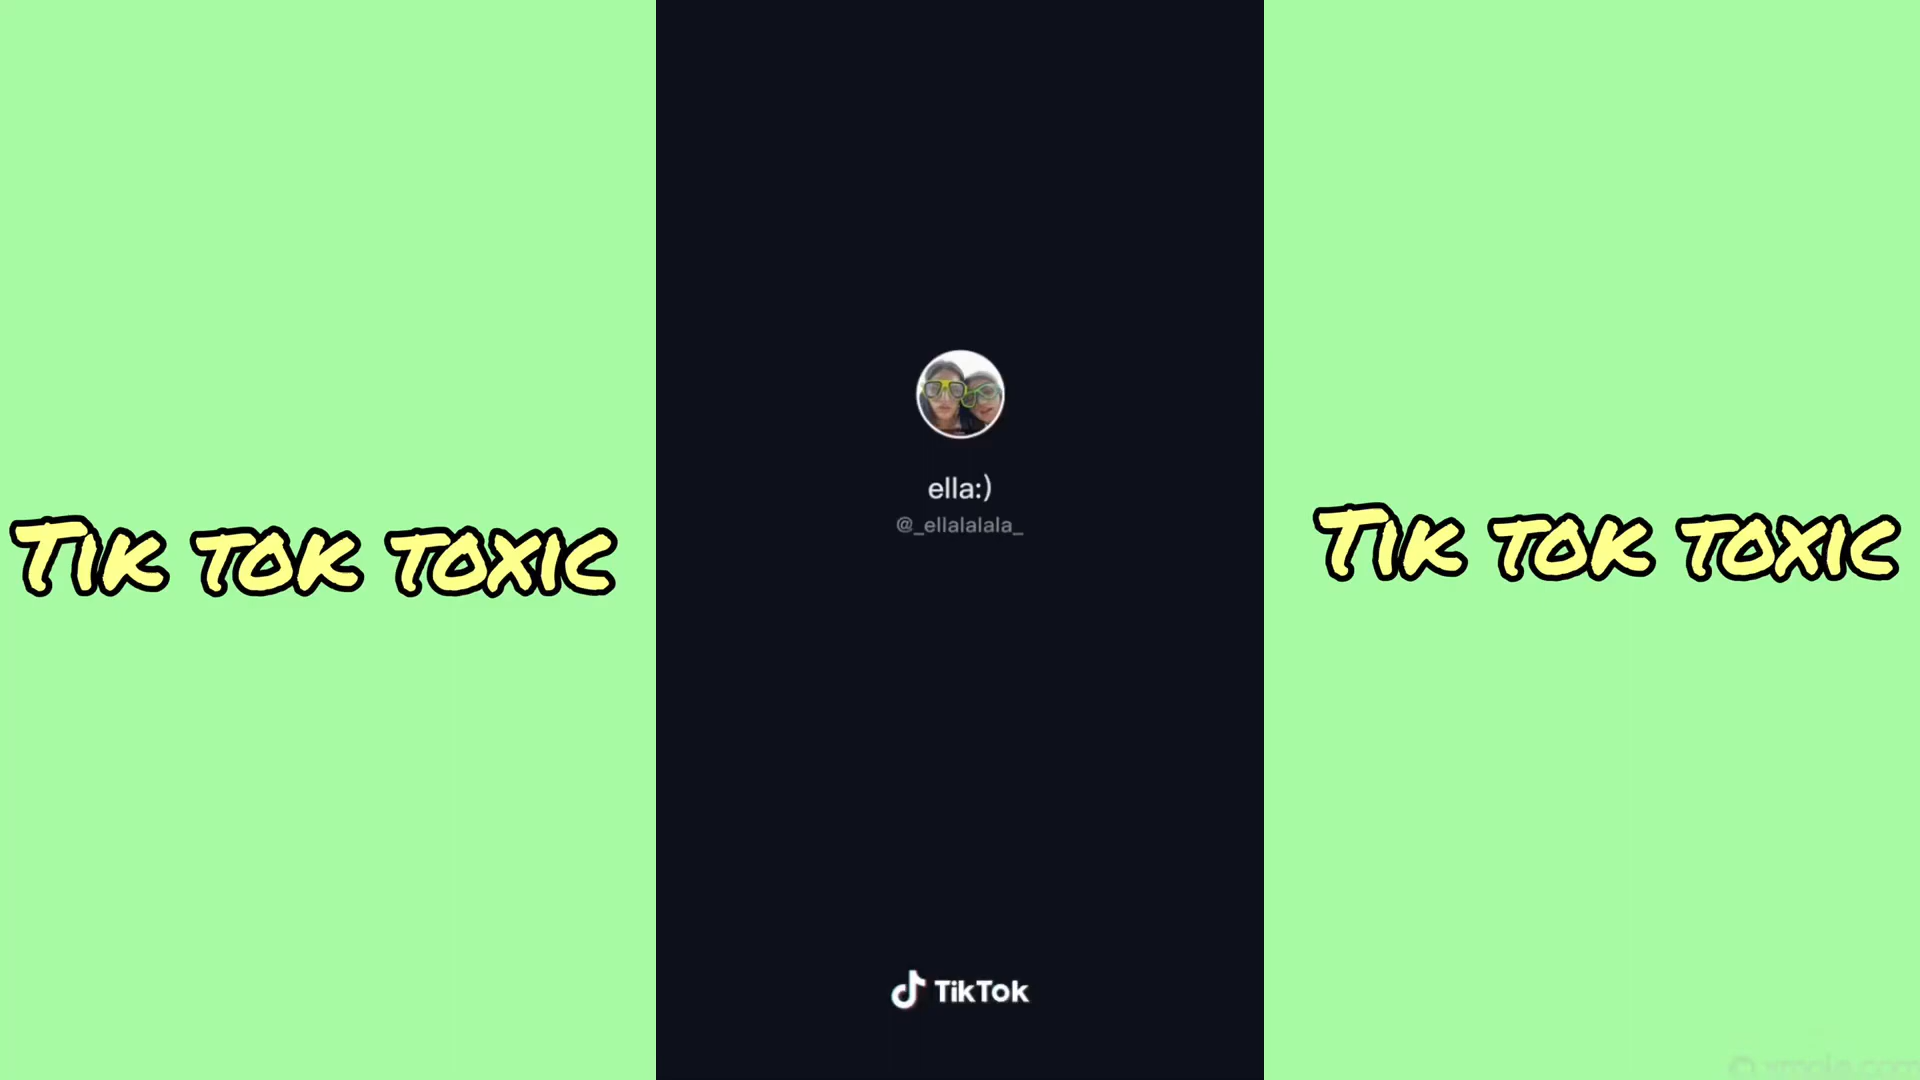 Tik tok toxic
ella:)
@_ellalalala_
TikTok
Tik tok toxic